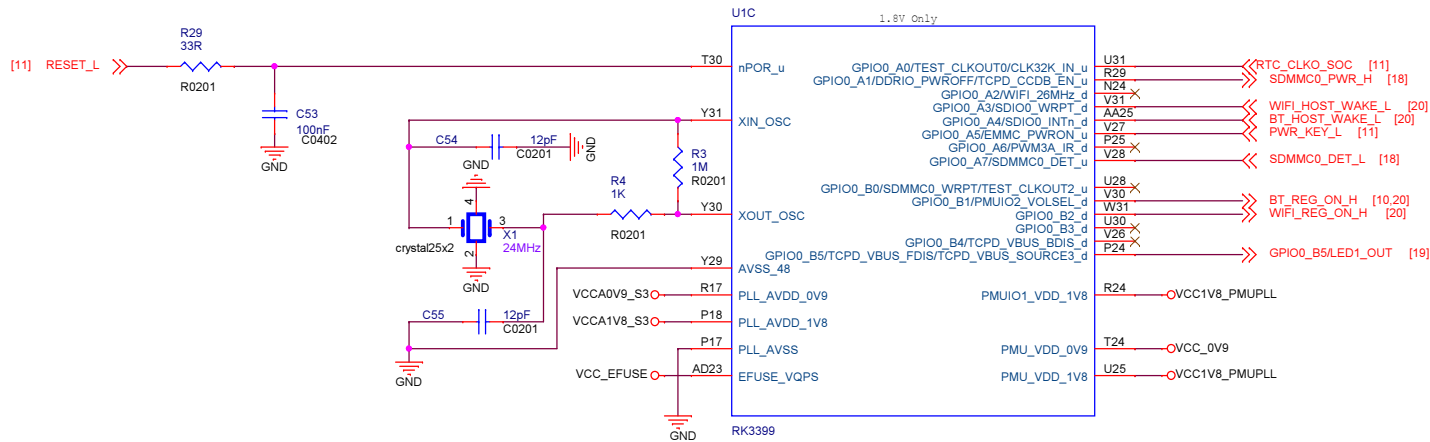 U1C
1.8V Only
R29
33R
R0201
[11] RESET_L
C53
100nF
C0402
GND
T30
nPOR_u
Y31
XIN_OSC
C54
12pF
C0201
GND
GND
R3
1M
R0201
R4
1K
R0201
Y30
XOUT_OSC
4
1
3
2
X1
24MHz
crystal25x2
GND
Y29
AVSS_48
VCCA0V9_S3
R17
PLL_AVDD_0V9
C55
12pF
C0201
VCCA1V8_S3
P18
PLL_AVDD_1V8
P17
PLL_AVSS
GND
VCC_EFUSE
AD23
EFUSE_VQPS
GND
RK3399
GPIO0_A0/TEST_CLKOUT0/CLK32K_IN_u U31 RTC_CLKO_SOC [11]
GPIO0_A1/DDRIO_PWROFF/TCPD_CCDB_EN_u R29 SDMMC0_PWR_H [18]
GPIO0_A2/WIFI_26MHz_d N24
GPIO0_A3/SDIO0_WRPT_d V31 WIFI_HOST_WAKE_L [20]
GPIO0_A4/SDIO0_INTn_d AA25 BT_HOST_WAKE_L [20]
GPIO0_A5/EMMC_PWRON_u V27 PWR_KEY_L [11]
GPIO0_A6/PWM3A_IR_d P25
GPIO0_A7/SDMMC0_DET_u V28 SDMMC0_DET_L [18]
GPIO0_B0/SDMMC0_WRPT/TEST_CLKOUT2_u U28
GPIO0_B1/PMUIO2_VOLSEL_d V30 BT_REG_ON_H [10,20]
GPIO0_B2_d W31 WIFI_REG_ON_H [20]
GPIO0_B3_d U30
GPIO0_B4/TCPD_VBUS_BDIS_d V26
GPIO0_B5/TCPD_VBUS_FDIS/TCPD_VBUS_SOURCE3_d P24 GPIO0_B5/LED1_OUT [19]
PMUIO1_VDD_1V8 R24 VCC1V8_PMUPLL
PMU_VDD_0V9 T24 VCC_0V9
PMU_VDD_1V8 U25 VCC1V8_PMUPLL